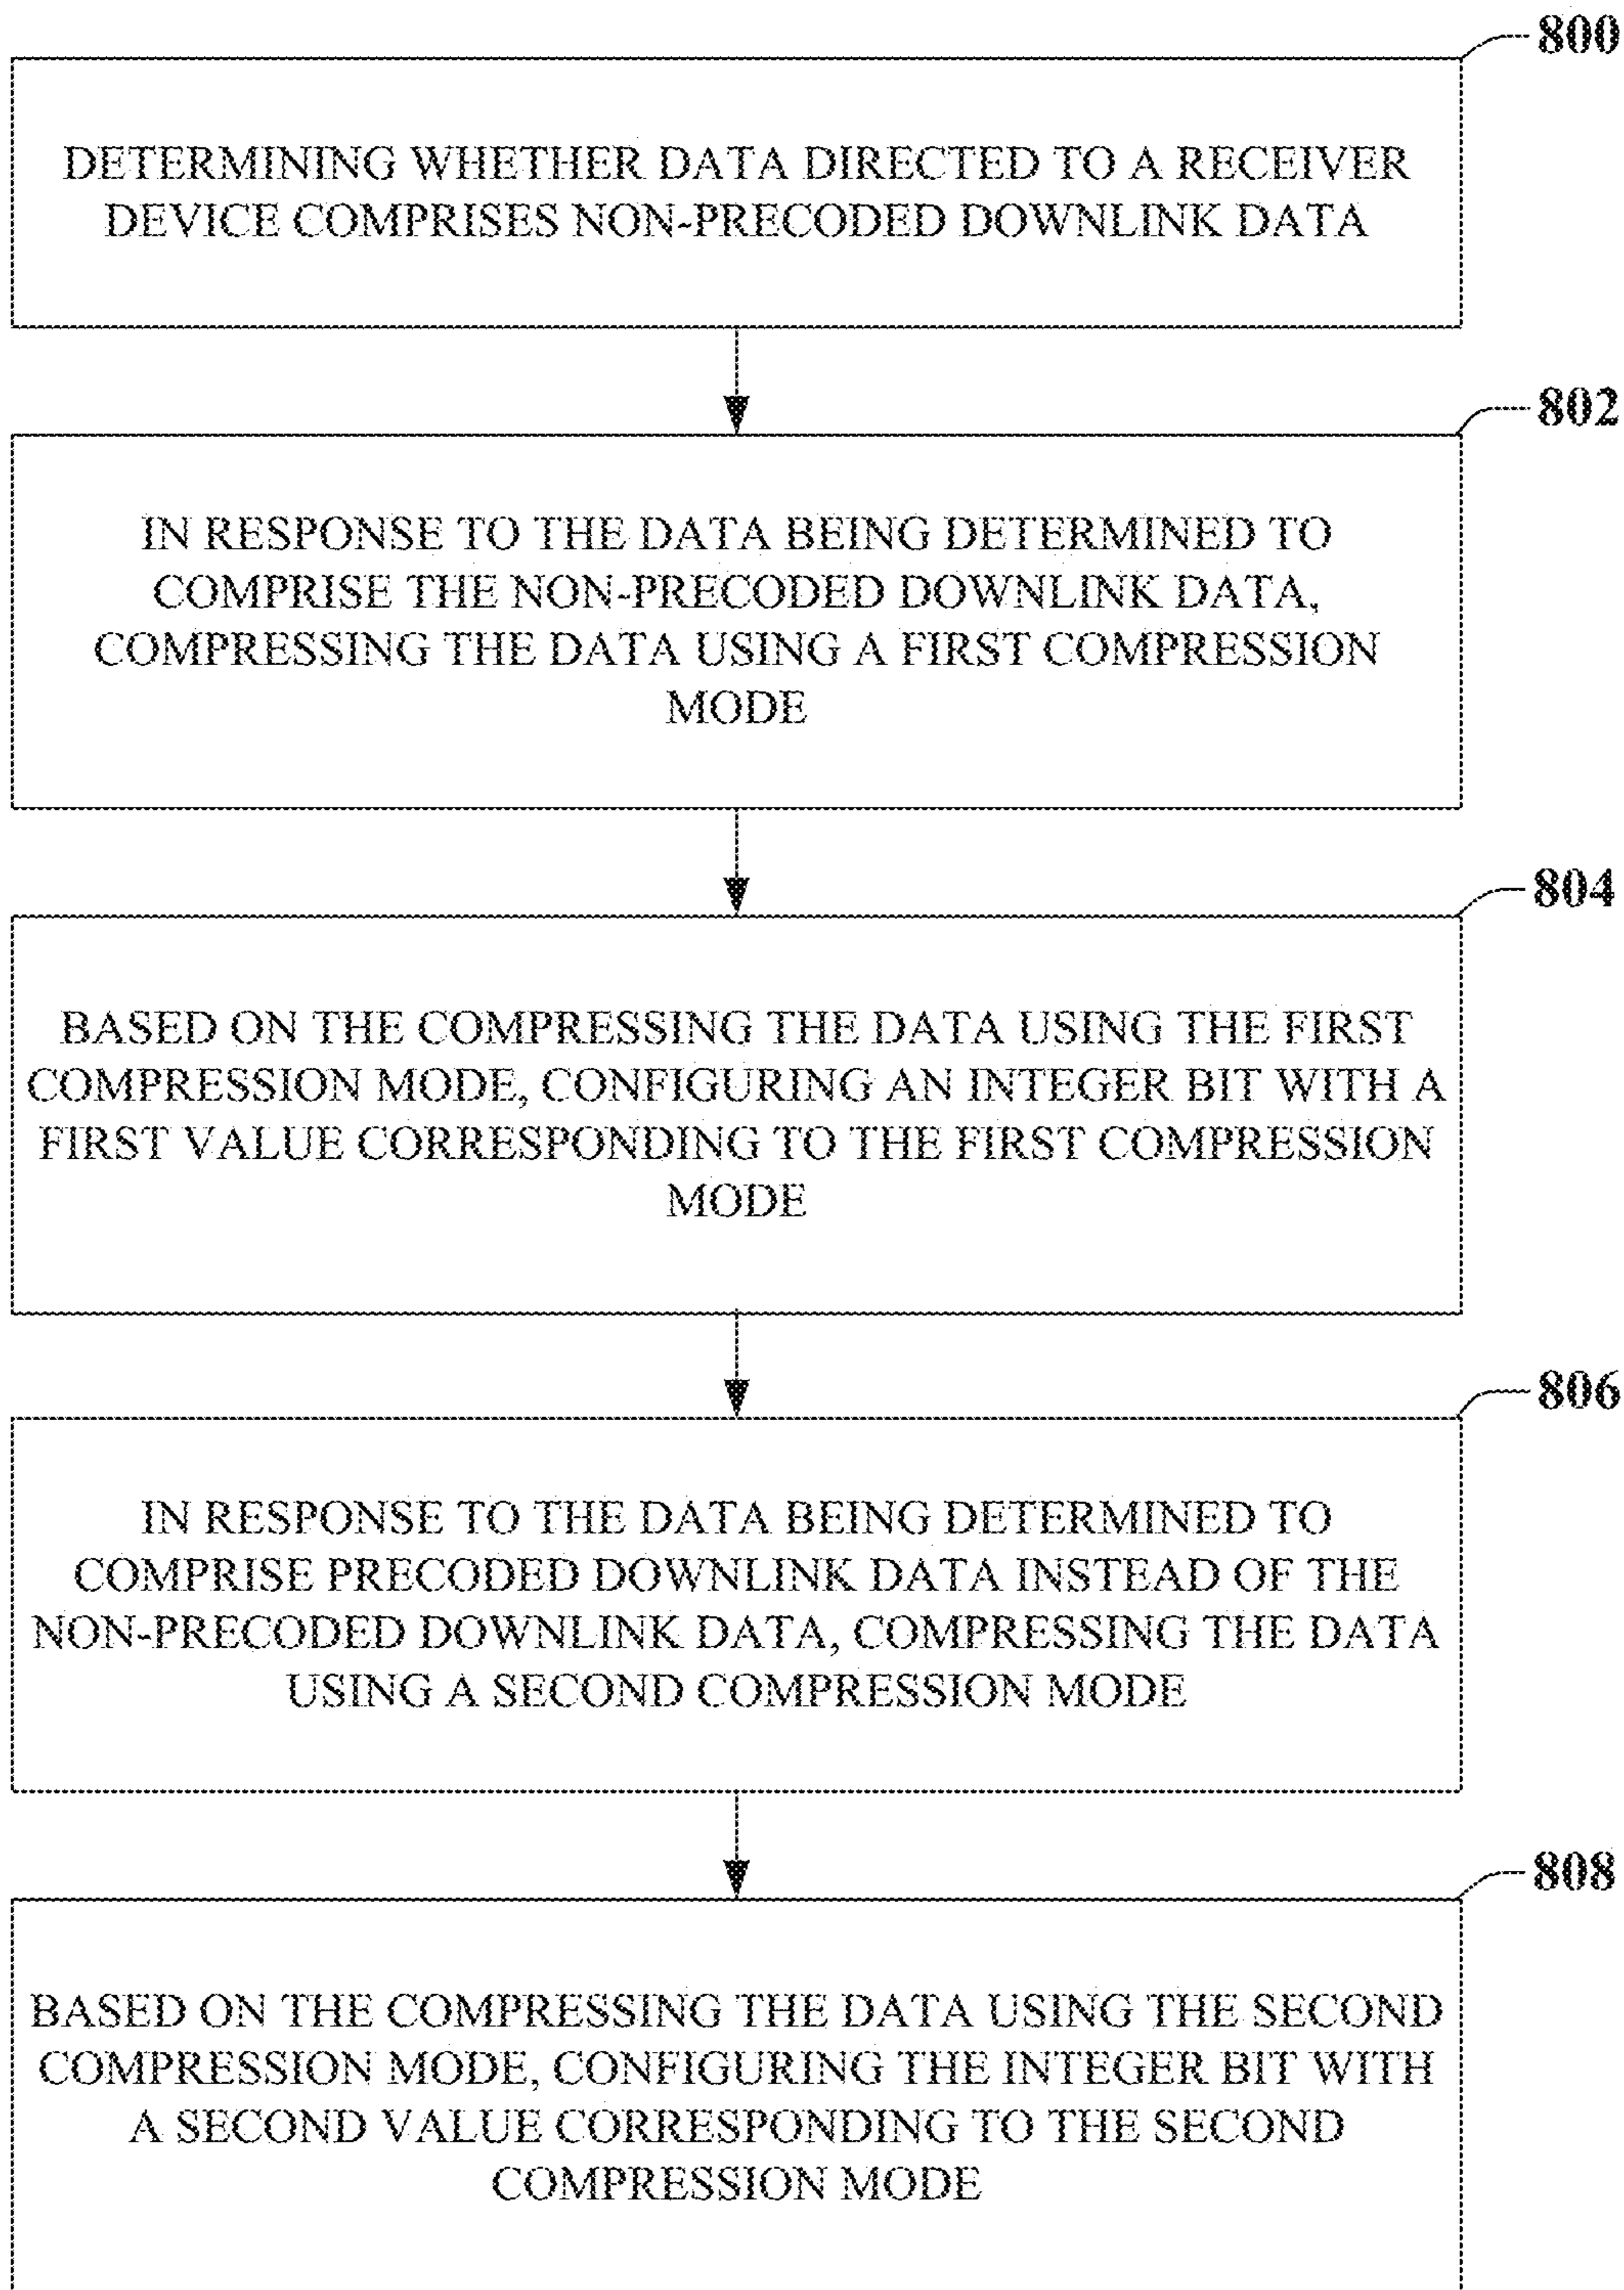 800
DETERMINING WHETHER DATA DIRECTED TO A RECEIVER
DEVICE COMPRISES NON-PRECODED DOWNLINK DATA
802
IN RESPONSE TO THE DATA BEING DETERMINED TO
COMPRISE THE NON-PRECODED DOWNLINK DATA,
COMPRESSING THE DATA USING A FIRST COMPRESSION
MODE
804
BASED ON THE COMPRESSING THE DATA USING THE FIRST
COMPRESSION MODE, CONFIGURING AN INTEGER BIT WITH A
FIRST VALUE CORRESPONDING TO THE FIRST COMPRESSION
MODE
806
IN RESPONSE TO THE DATA BEING DETERMINED TO
COMPRISE PRECODED DOWNLINK DATA INSTEAD OF THE
NON-PRECODED DOWNLINK DATA, COMPRESSING THE DATA
USING A SECOND COMPRESSION MODE
808
BASED ON THE COMPRESSING THE DATA USING THE SECOND
COMPRESSION MODE, CONFIGURING THE INTEGER BIT WITH
A SECOND VALUE CORRESPONDING TO THE SECOND
COMPRESSION MODE